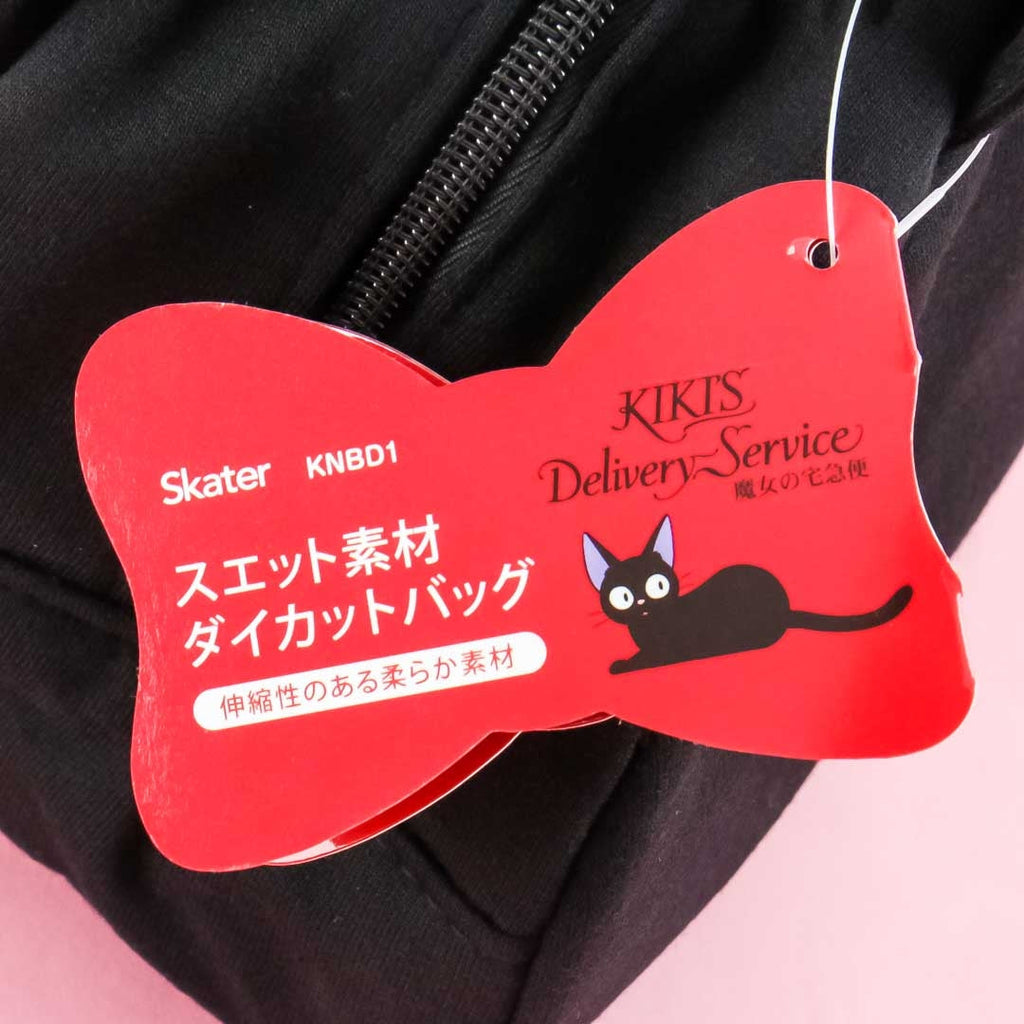 Skater KNBD1
スエット素材
ダイカットバッグ
伸縮性のある柔らか素材
KIKI'S
Delivery Service
魔女の宅急便